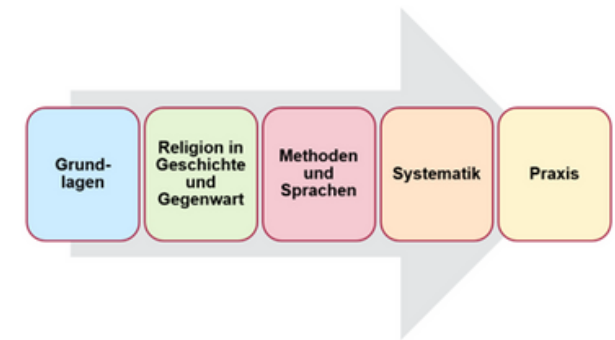 Grund-
lagen
Religion in
Geschichte
und
Gegenwart
Methoden
und
Sprachen
Systematik
Praxis